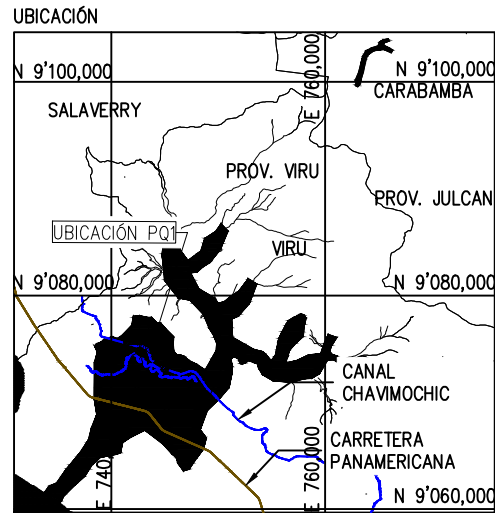 UBICACIÓN
N 9'100,000
E 760,000
N 9'100,000
CARABAMBA
SALAVERRY
PROV. VIRU
PROV. JULCAN
UBICACIÓN PQ1
VIRU
N 9'080,000
N 9'080,000
CANAL
CHAVIMOCHIC
CARRETERA
PANAMERICANA
E 740
E 760,000
N 9'060,000